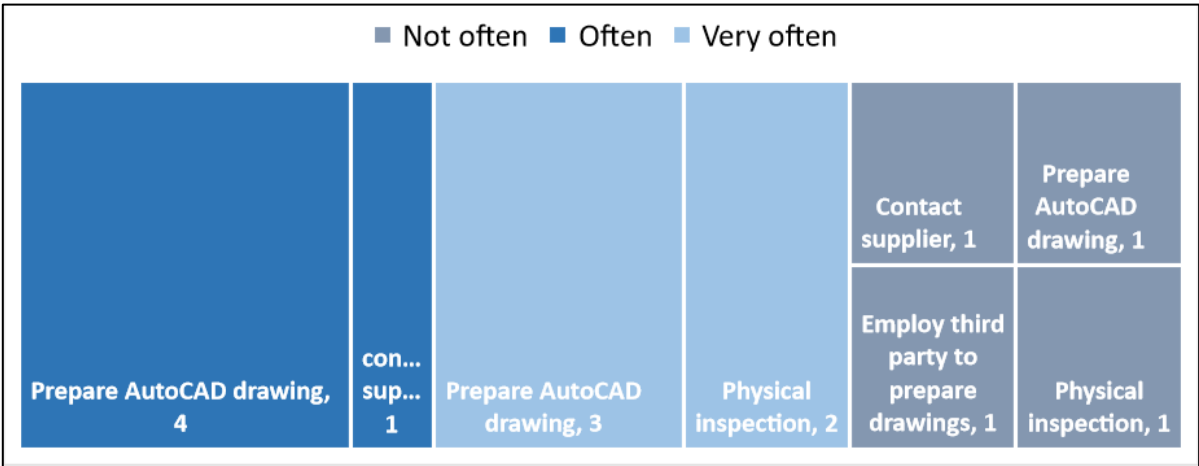 Not often Often Very often
Prepare AutoCAD drawing,
4
con...
sup...
1
Prepare AutoCAD
drawing, 3
Physical
inspection, 2
Contact
supplier, 1
Prepare
AutoCAD
drawing, 1
Employ third
party to
prepare
drawings, 1
Physical
inspection, 1